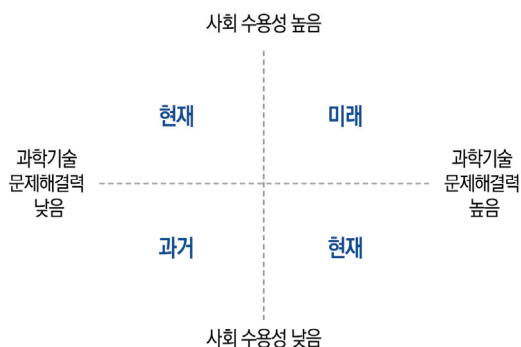 사회 수용성 높음
현재
미래
과학기술
문제해결력
낮음
과학기술
문제해결력
높음
과거
현재
사회 수용성 낮음